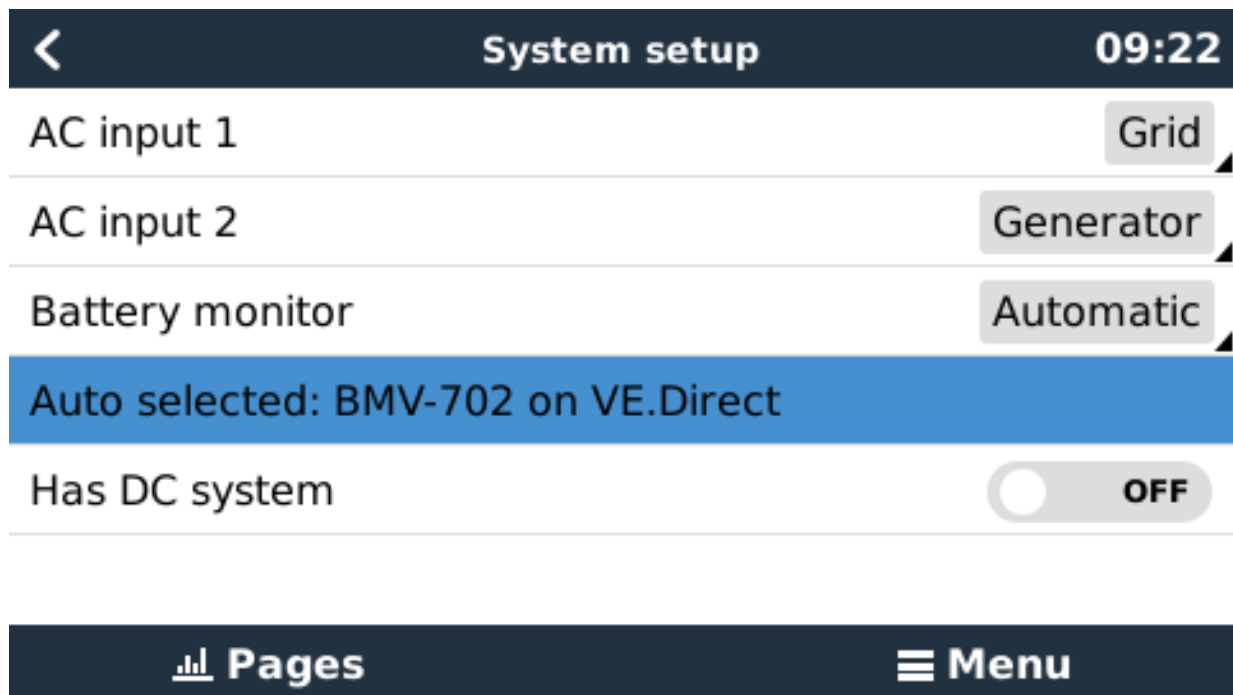 System setup 09:22
AC input 1 Grid
AC input 2 Generator
Battery monitor Automatic
Auto selected: BMV-702 on VE.Direct
Has DC system OFF
Pages Menu